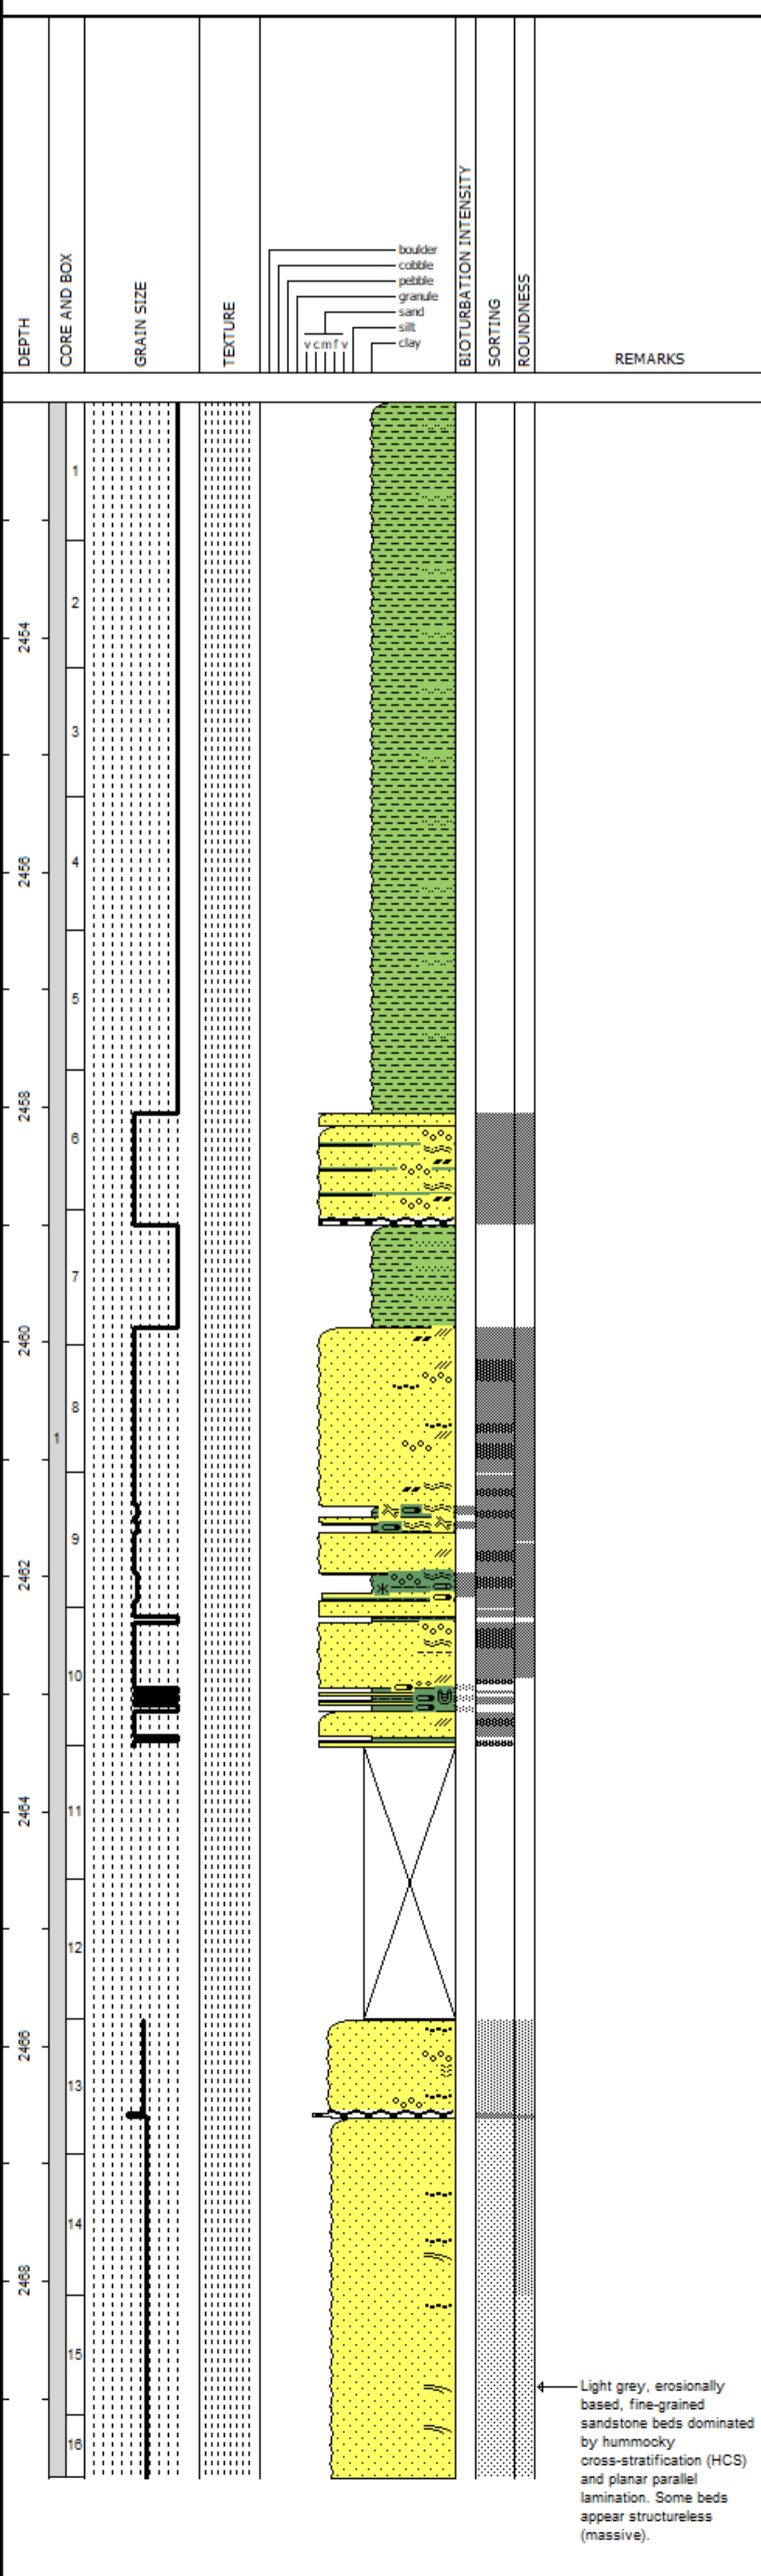 boulder
cobble
pebble
granule
sand
silt
v c m f v
clay
DEPTH
CORE AND BOX
GRAIN SIZE
TEXTURE
BIOTURBATION INTENSITY
SORTING
ROUNDNESS
REMARKS
1
2
2454
3
4
2456
5
2458
6
7
2460
8
1
9
2462
10
2464
11
12
2466
13
14
2468
15
Light grey, erosionally
based, fine-grained
sandstone beds dominated
by hummocky
cross-stratification (HCS)
and planar parallel
lamination. Some beds
appear structureless
(massive).
16